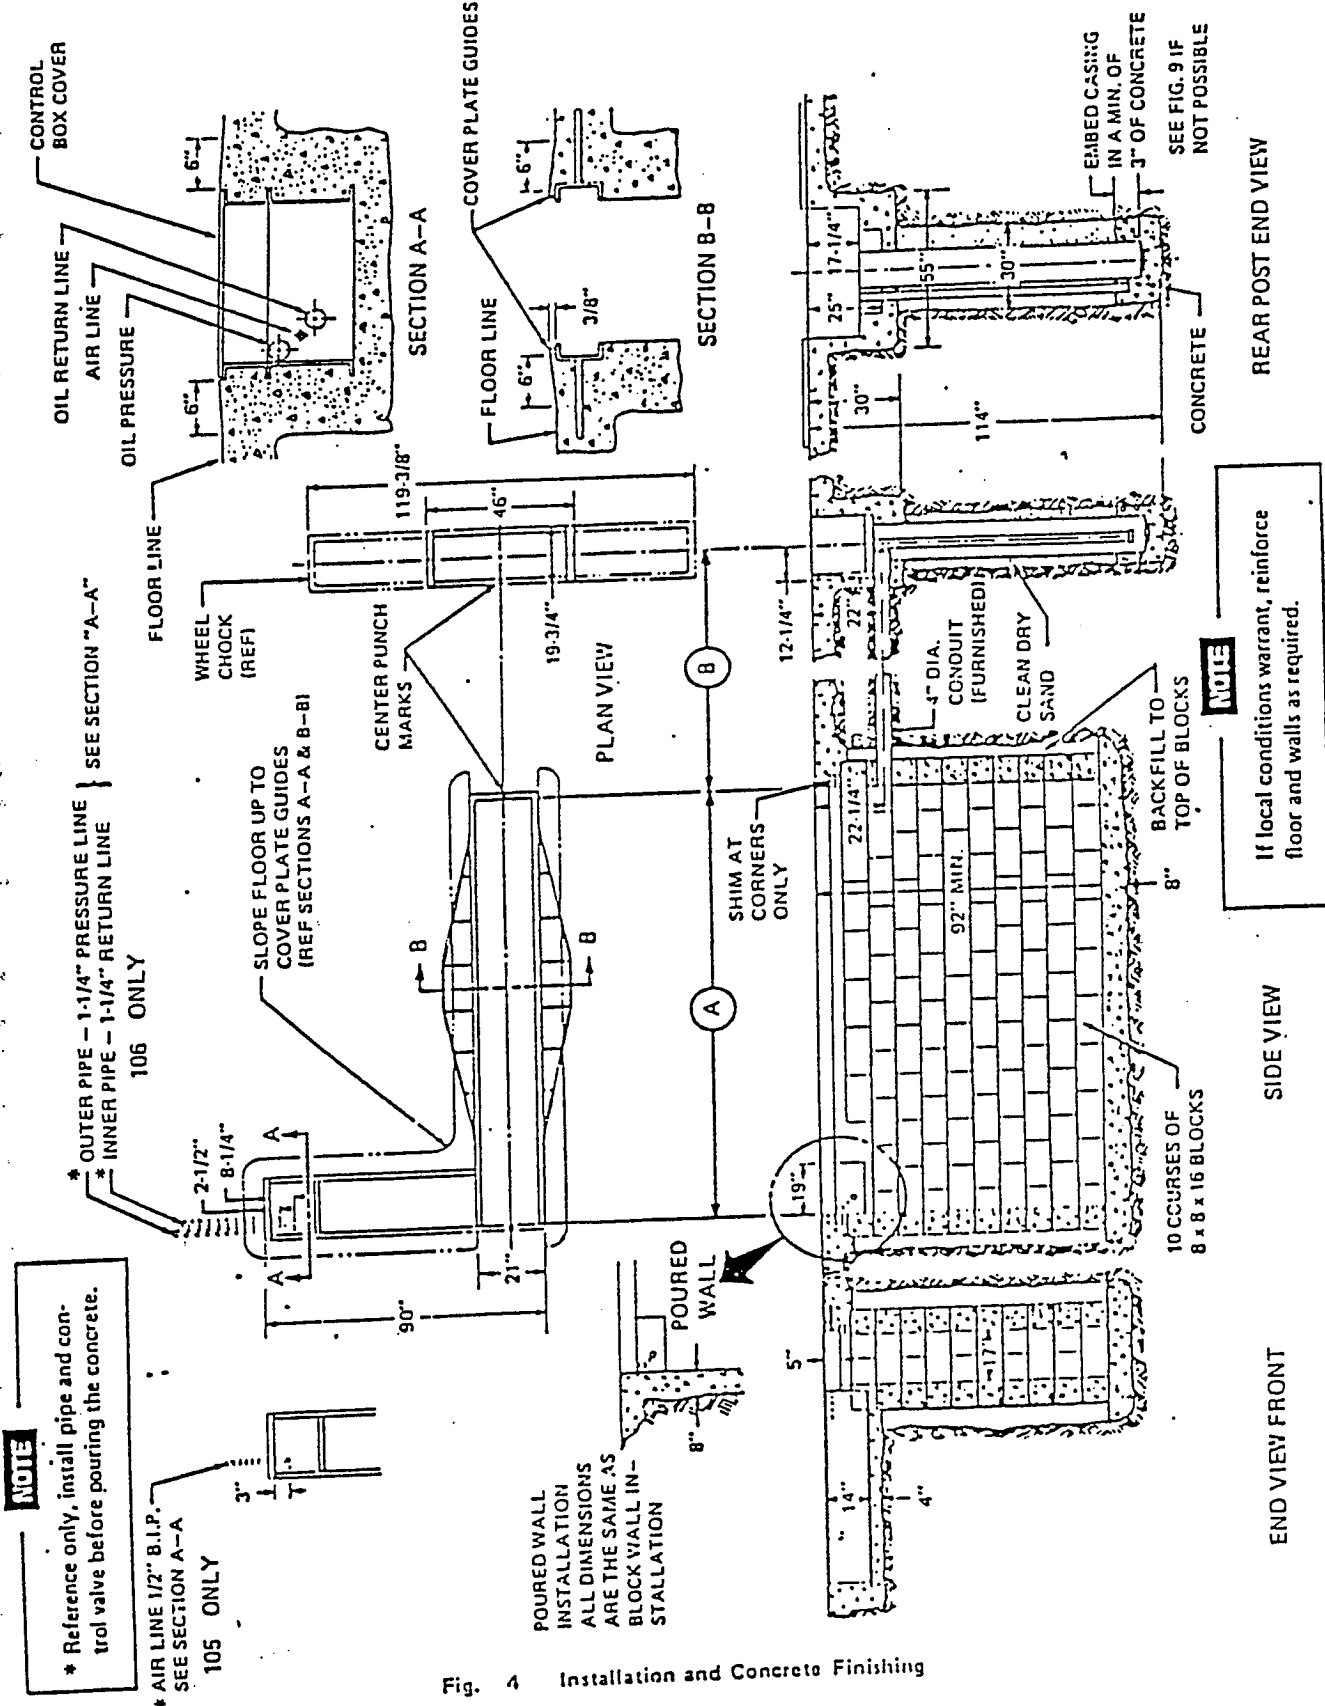 NOTE
* Reference only, install pipe and con-
trol valve before pouring the concrete.
* AIR LINE 1/2" B.I.P.
SEE SECTION A-A
105 ONLY
3"
* OUTER PIPE - 1-1/4" PRESSURE LINE
* INNER PIPE - 1-1/4" RETURN LINE
} SEE SECTION "A-A"
106 ONLY
2-1/2"
8-1/4"
A
A
90"
21"
SLOPE FLOOR UP TO
COVER PLATE GUIDES
(REF SECTIONS A-A & B-B)
B
B
CENTER PUNCH
MARKS
WHEEL
CHOCK
(REF)
119-3/8"
46"
19-3/4"
PLAN VIEW
A
B
FLOOR LINE
OIL PRESSURE
AIR LINE
OIL RETURN LINE
CONTROL
BOX COVER
6"
6"
SECTION A-A
FLOOR LINE
COVER PLATE GUIDES
6"
6"
3/8"
SECTION B-B
POURED WALL
INSTALLATION
ALL DIMENSIONS
ARE THE SAME AS
BLOCK WALL IN-
STALLATION
8"
POURED
WALL
5"
14"
4"
17"
END VIEW FRONT
19"
SHIM AT
CORNERS
ONLY
22-1/4"
92" MIN.
10 COURSES OF
8 x 8 x 16 BLOCKS
8"
BACKFILL TO
TOP OF BLOCKS
SIDE VIEW
12-1/4"
22"
4" DIA.
CONDUIT
(FURNISHED)
CLEAN DRY
SAND
30"
114"
25"
17-1/4"
55"
30"
CONCRETE
EMBED CASING
IN A MIN. OF
3" OF CONCRETE
SEE FIG. 9 IF
NOT POSSIBLE
REAR POST END VIEW
NOTE
If local conditions warrant, reinforce
floor and walls as required.
Fig. 4 Installation and Concrete Finishing